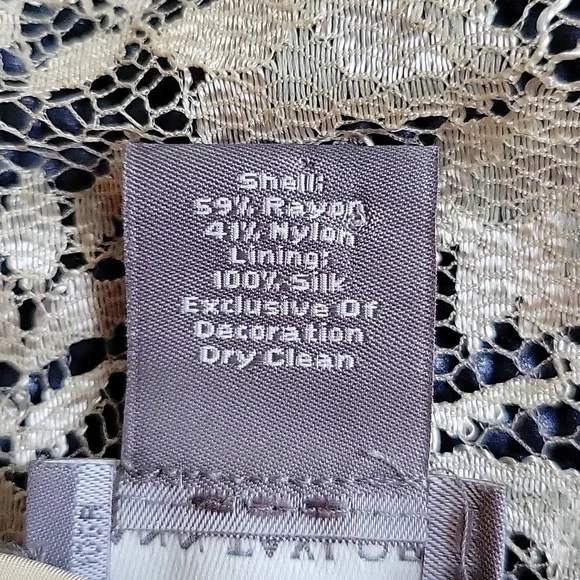 Shell:
59% Rayon
41% Nylon
Lining:
100% Silk
Exclusive Of
Decoration
Dry Clean